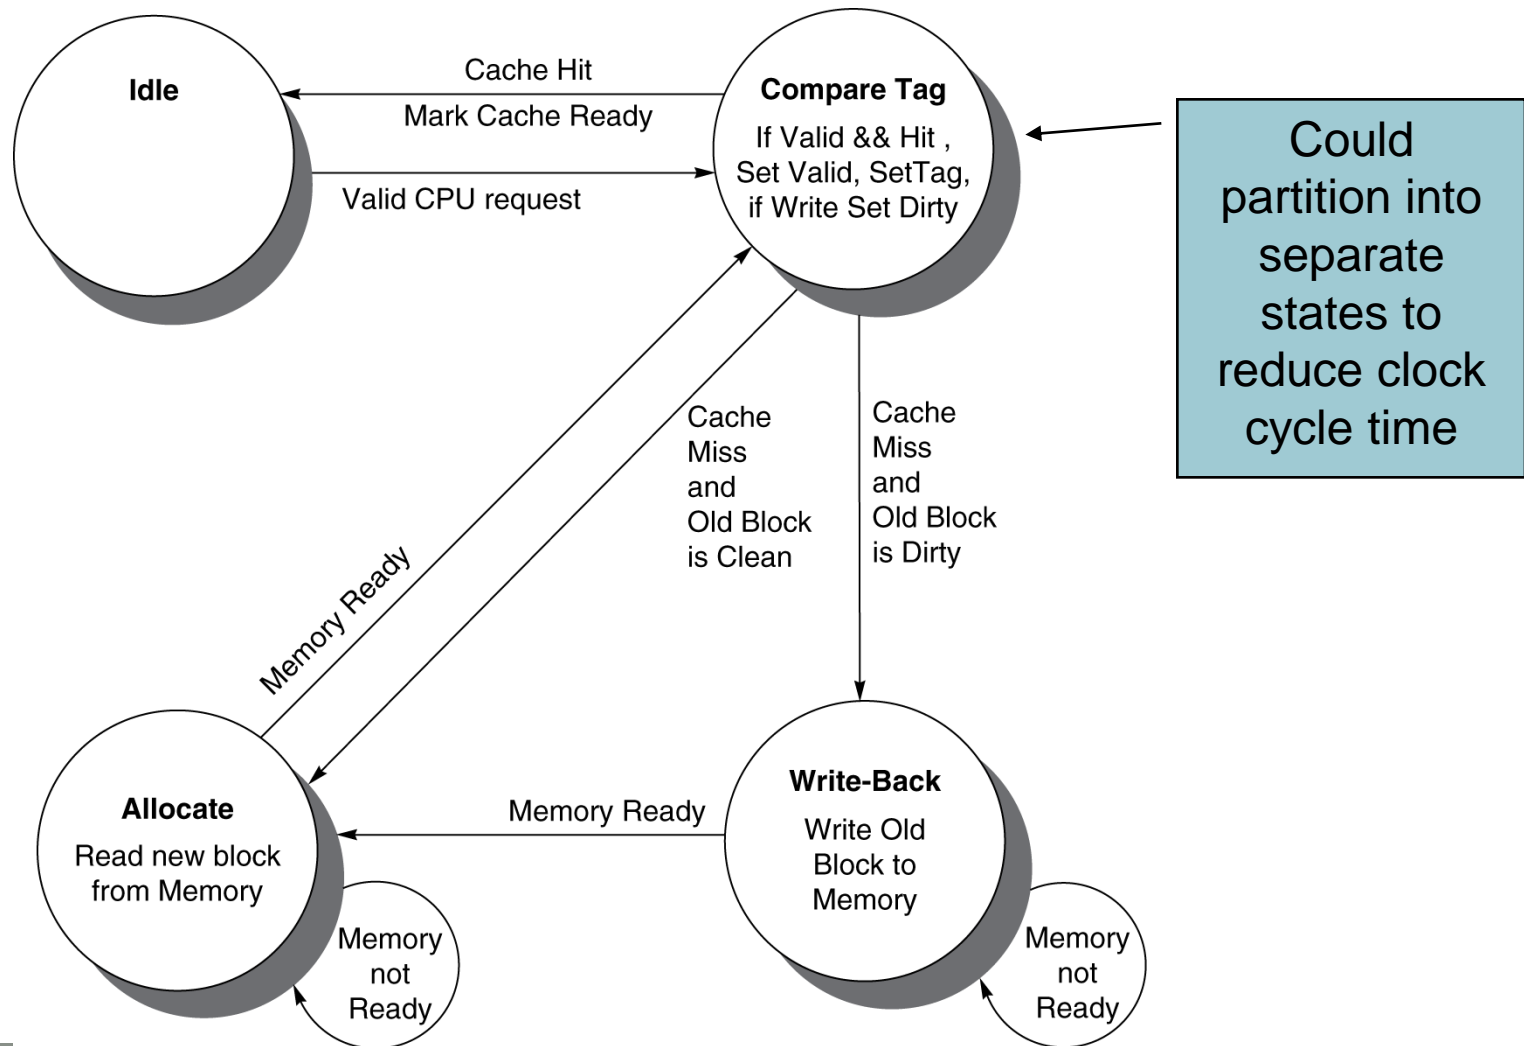 Idle
Cache Hit
Mark Cache Ready
Valid CPU request
Compare Tag
If Valid && Hit ,
Set Valid, SetTag,
if Write Set Dirty
Could
partition into
separate
states to
reduce clock
cycle time
Cache
Miss
and
Old Block
is Clean
Cache
Miss
and
Old Block
is Dirty
Memory Ready
Allocate
Read new block
from Memory
Memory
not
Ready
Memory Ready
Write-Back
Write Old
Block to
Memory
Memory
not
Ready